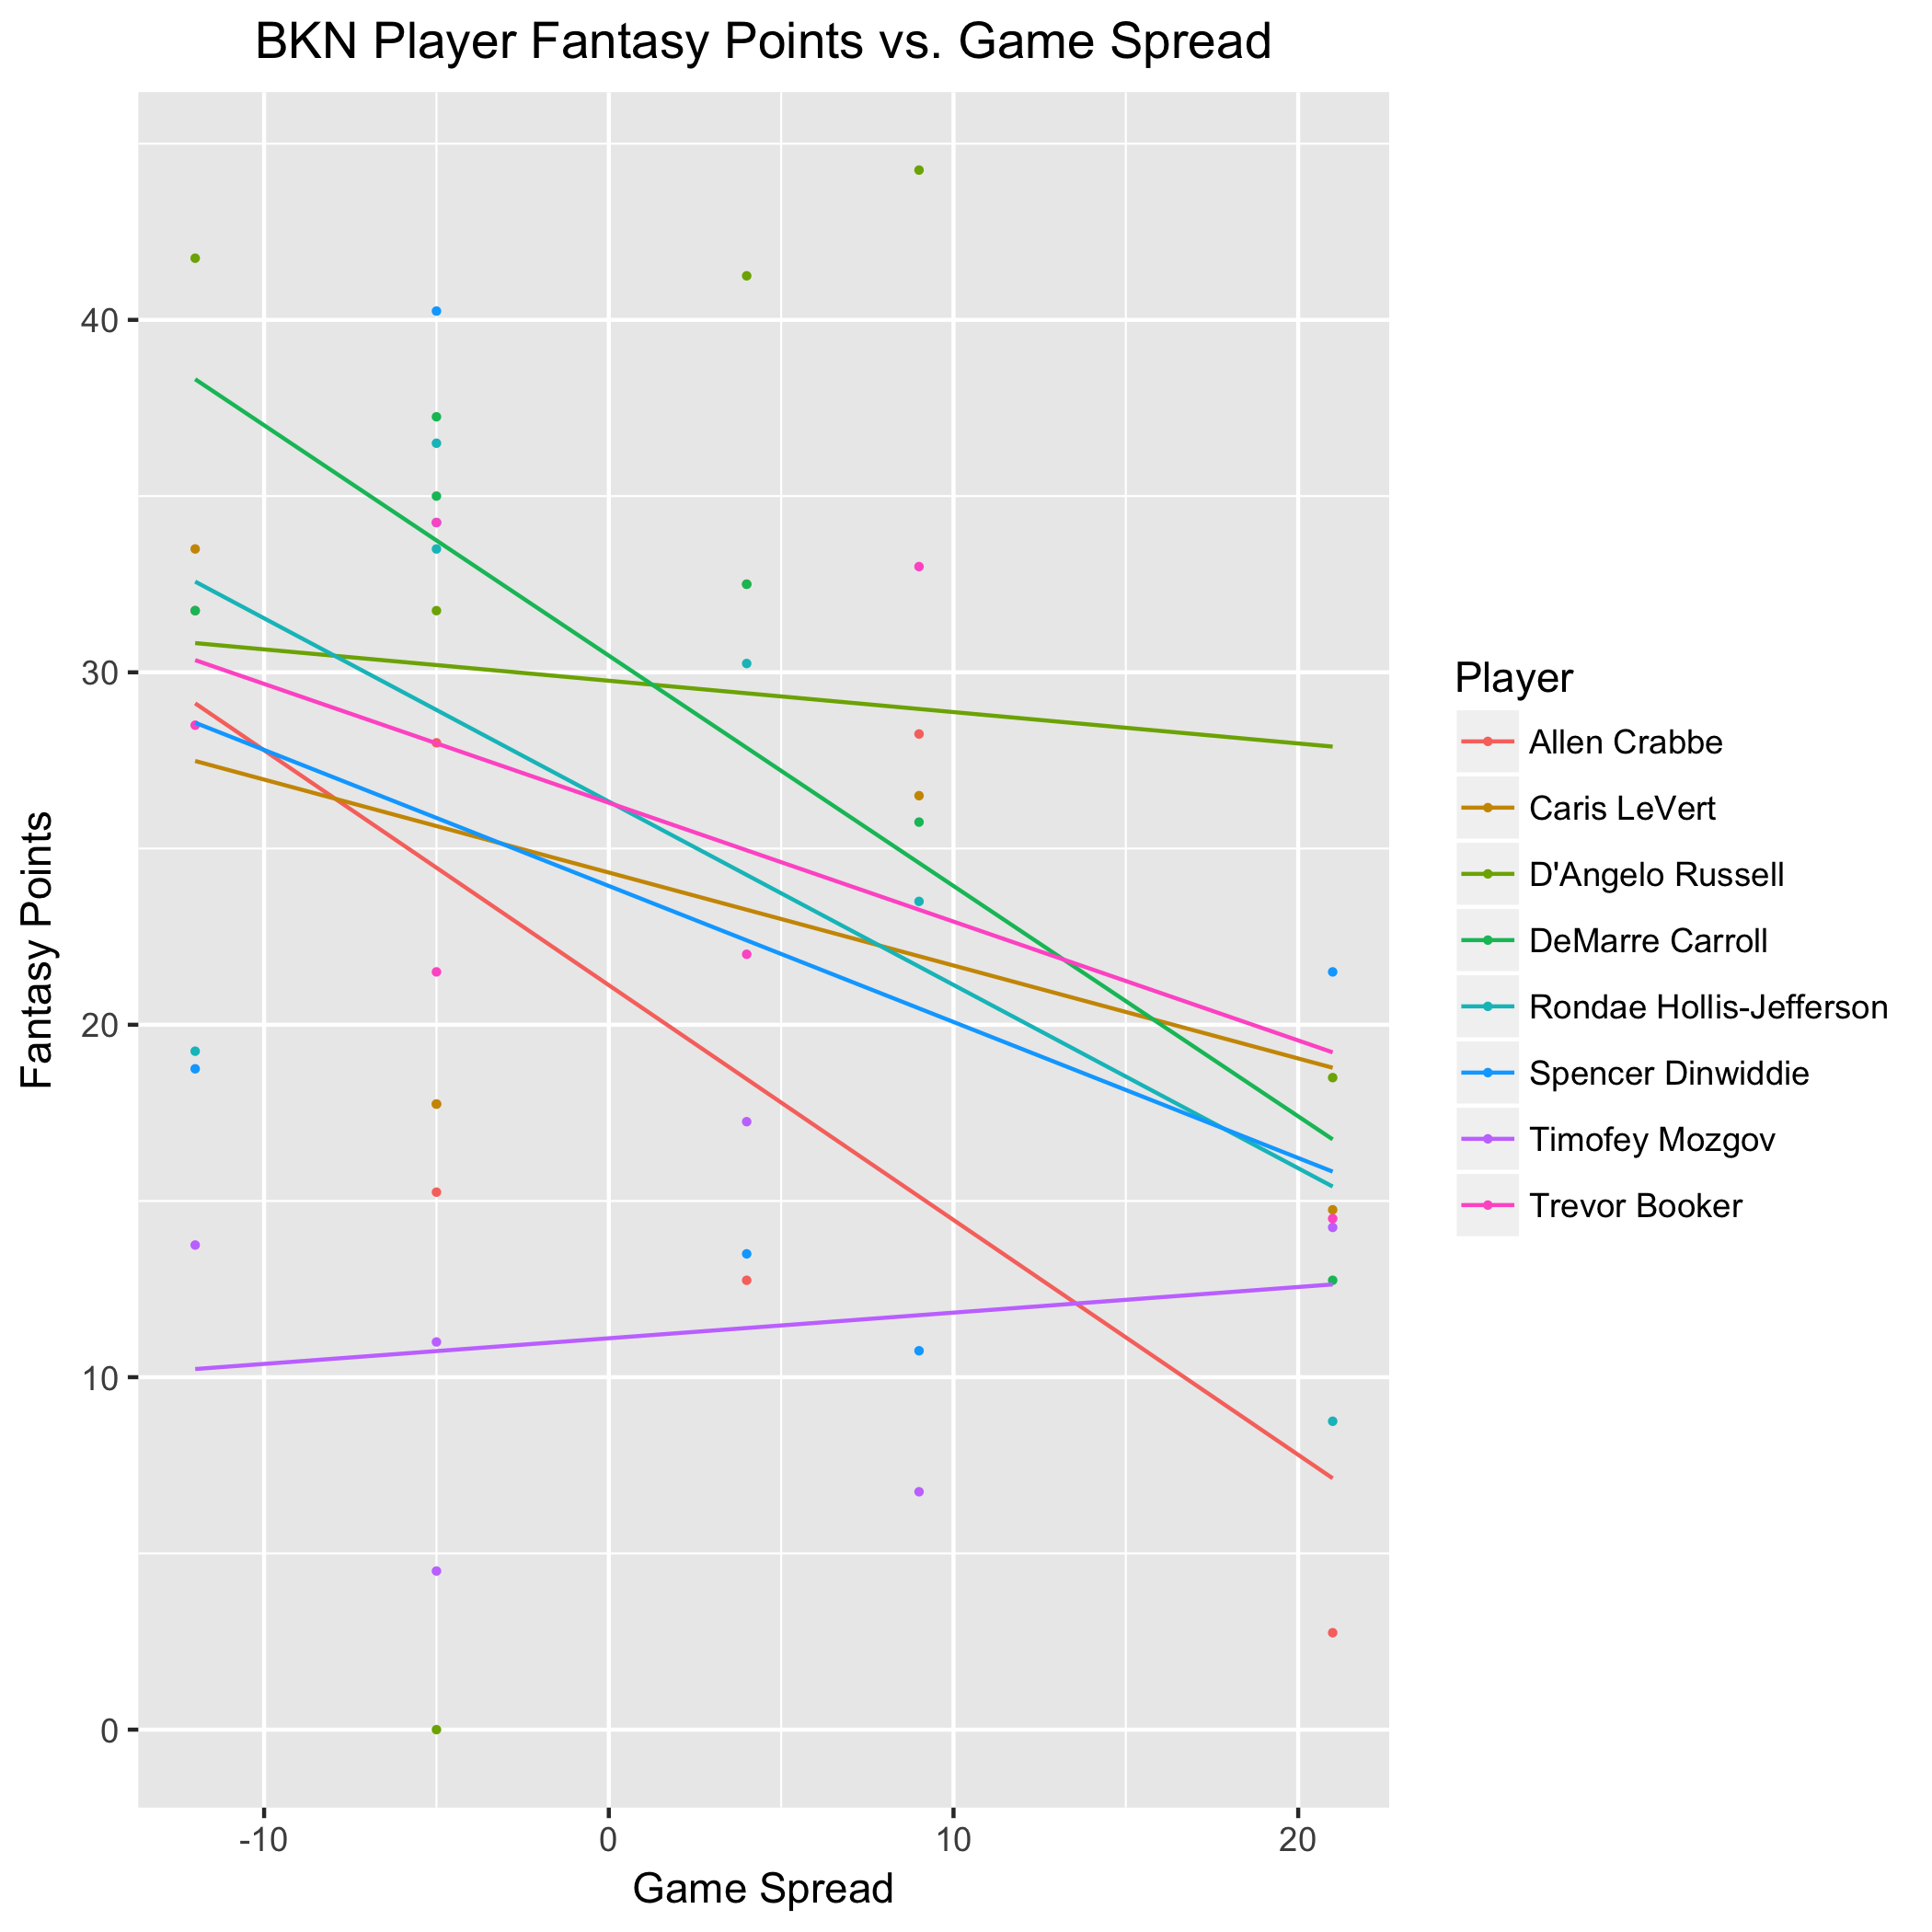 BKN Player Fantasy Points vs. Game Spread
40
30
20
10
0
Fantasy Points
-10 0 10 20
Game Spread
Player
Allen Crabbe
Caris LeVert
D'Angelo Russell
DeMarre Carroll
Rondae Hollis-Jefferson
Spencer Dinwiddie
Timofey Mozgov
Trevor Booker